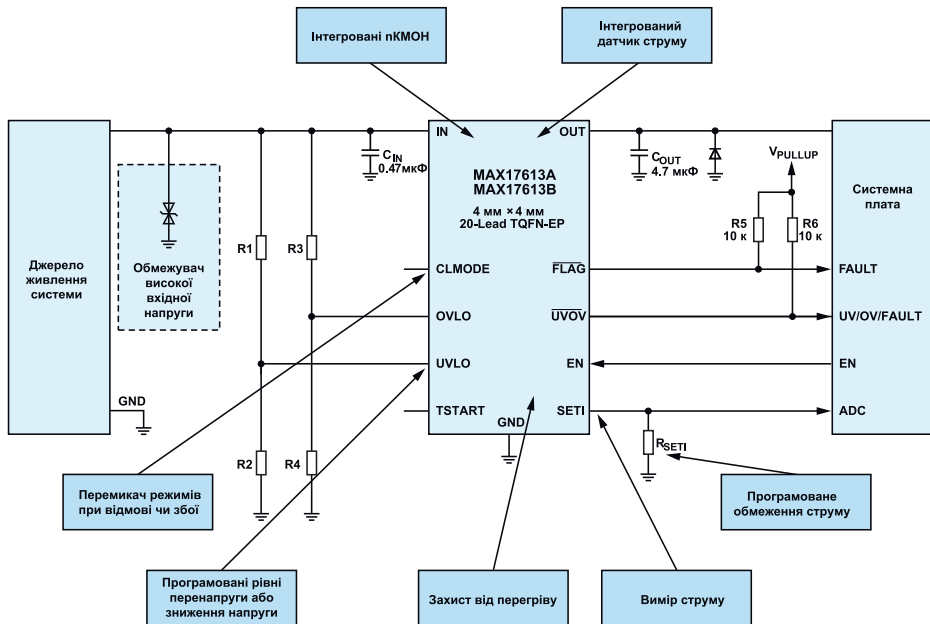 Інтегровані nКМОН
Інтегрований
датчик струму
IN
OUT
C_IN
0.47мкФ
C_OUT
4.7 мкФ
V_PULLUP
MAX17613A
MAX17613B
4 мм × 4 мм
20-Lead TQFN-EP
Системна
плата
R1
R3
R5
10 к
R6
10 к
Джерело
живлення
системи
Обмежувач
високої
вхідної
напруги
CLMODE
FLAG
FAULT
OVLO
UVOV
UV/OV/FAULT
UVLO
EN
EN
GND
TSTART
SETI
ADC
GND
R2
R4
R_SETI
Перемикач режимів
при відмові чи збої
Програмоване
обмеження струму
Програмовані рівні
перенапруги або
зниження напруги
Захист від перегріву
Вимір струму